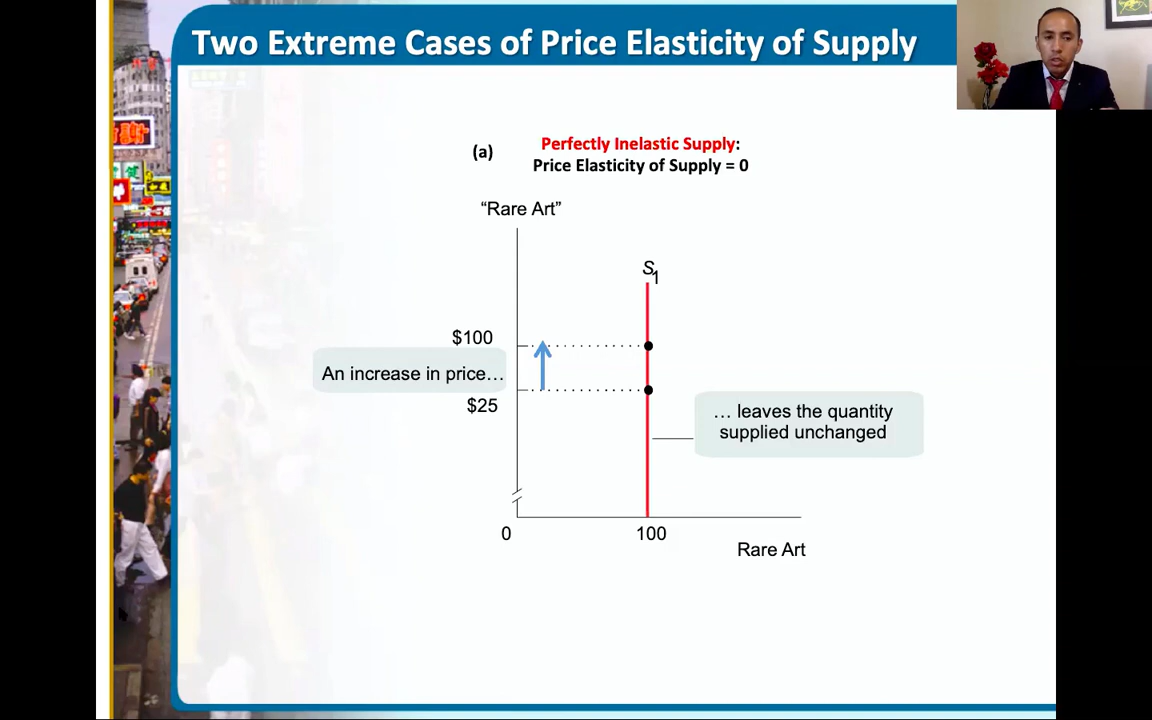 Two Extreme Cases of Price Elasticity of Supply
(a)
Perfectly Inelastic Supply:
Price Elasticity of Supply = 0
“Rare Art”
S1
$100
An increase in price…
$25
… leaves the quantity
supplied unchanged
0
100
Rare Art